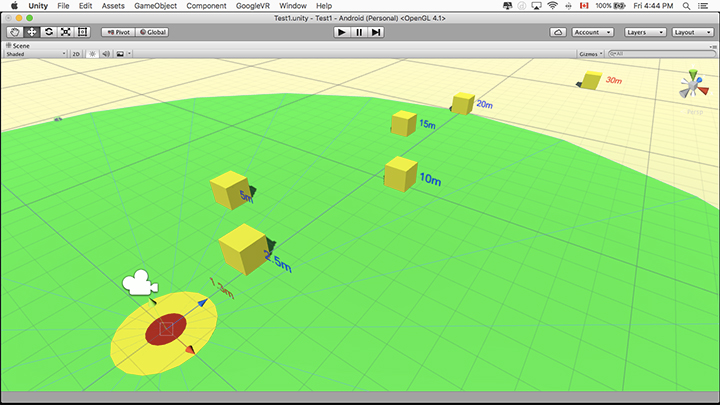 Unity File Edit Assets GameObject Component GoogleVR Window Help 100% Fri 4:44 PM
Test1.unity - Test1 - Android (Personal) <OpenGL 4.1>
Pivot Global Account Layers Layout
Scene
Shaded 2D Gizmos All
30m
20m
15m
10m
5m
2.5m
1.3m